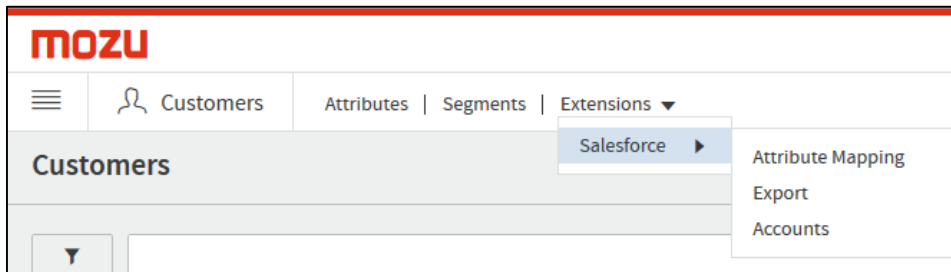 mozu
Customers Attributes | Segments | Extensions
Salesforce
Customers
Attribute Mapping
Export
Accounts